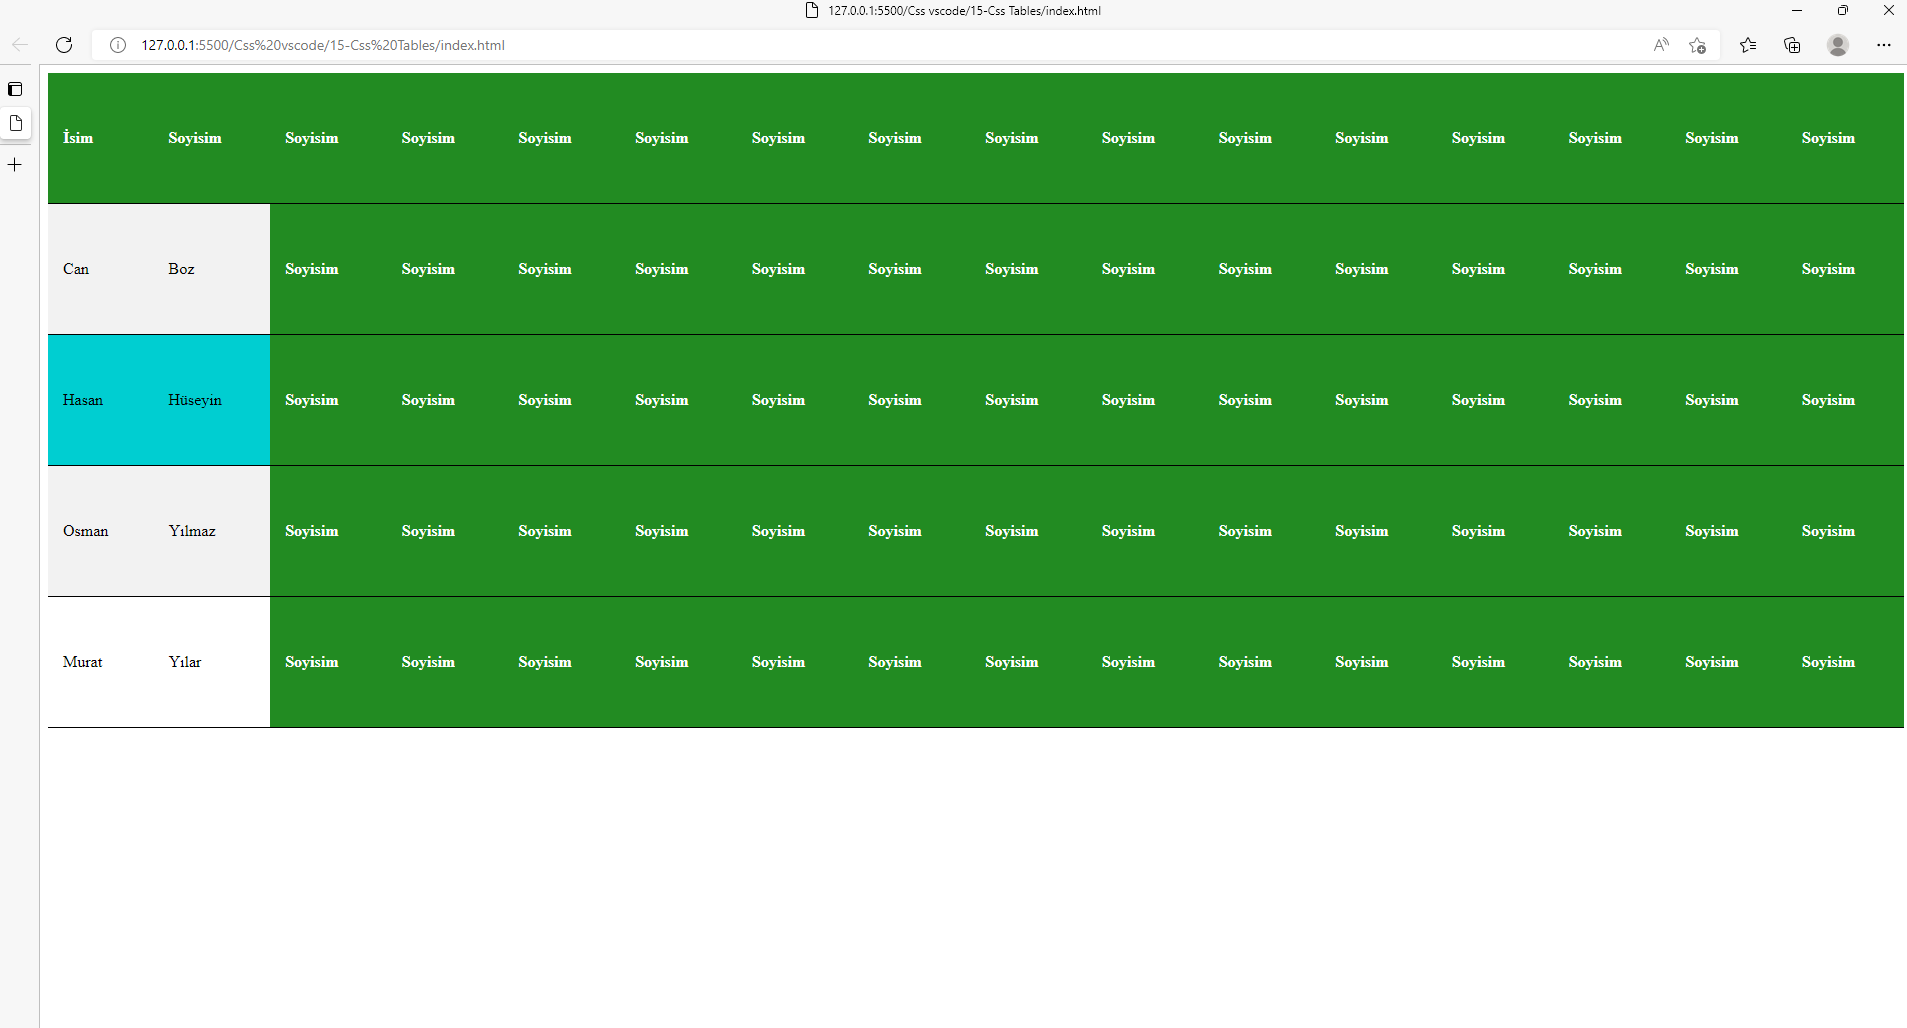 127.0.0.1:5500/Css vscode/15-Css Tables/index.html
127.0.0.1:5500/Css%20vscode/15-Css%20Tables/index.html
İsim Soyisim Soyisim Soyisim Soyisim Soyisim Soyisim Soyisim Soyisim Soyisim Soyisim Soyisim Soyisim Soyisim Soyisim Soyisim
Can Boz Soyisim Soyisim Soyisim Soyisim Soyisim Soyisim Soyisim Soyisim Soyisim Soyisim Soyisim Soyisim Soyisim Soyisim
Hasan Hüseyin Soyisim Soyisim Soyisim Soyisim Soyisim Soyisim Soyisim Soyisim Soyisim Soyisim Soyisim Soyisim Soyisim Soyisim
Osman Yılmaz Soyisim Soyisim Soyisim Soyisim Soyisim Soyisim Soyisim Soyisim Soyisim Soyisim Soyisim Soyisim Soyisim Soyisim
Murat Yılar Soyisim Soyisim Soyisim Soyisim Soyisim Soyisim Soyisim Soyisim Soyisim Soyisim Soyisim Soyisim Soyisim Soyisim